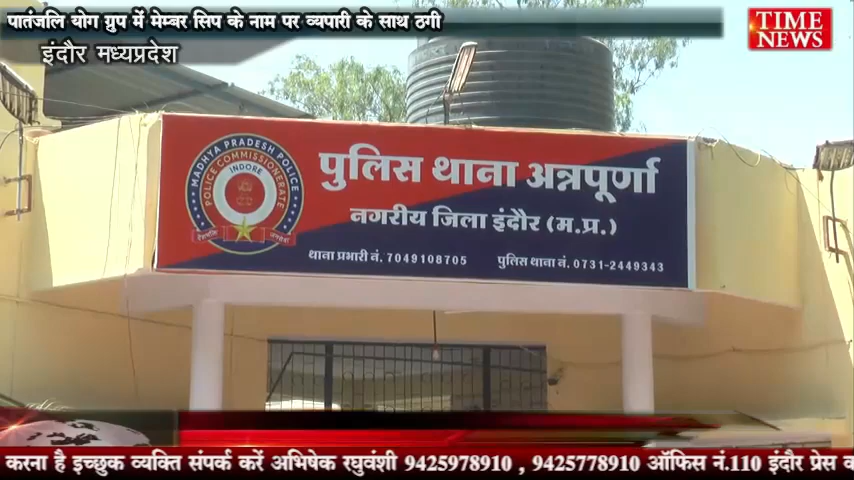 पातंजलि योग ग्रुप में मेम्बर सिप के नाम पर व्यपारी के साथ ठगी
TIME
NEWS
इंदौर मध्यप्रदेश
MADHYA PRADESH POLICE
POLICE COMMISSIONERATE
INDORE
पुलिस थाना अन्नपूर्णा
नगरीय जिला इंदौर (म.प्र.)
थाना प्रभारी नं. 7049108705 पुलिस थाना नं. 0731-2449343
करना है इच्छुक व्यक्ति संपर्क करें अभिषेक रघुवंशी 9425978910 , 9425778910 ऑफिस नं.110 इंदौर प्रेस